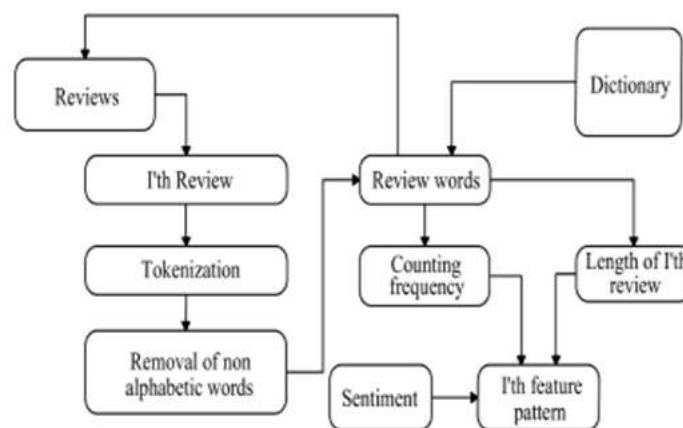 Reviews
Dictionary
I'th Review
Review words
Tokenization
Counting
frequency
Length of I'th
review
Removal of non
alphabetic words
Sentiment
I'th feature
pattern